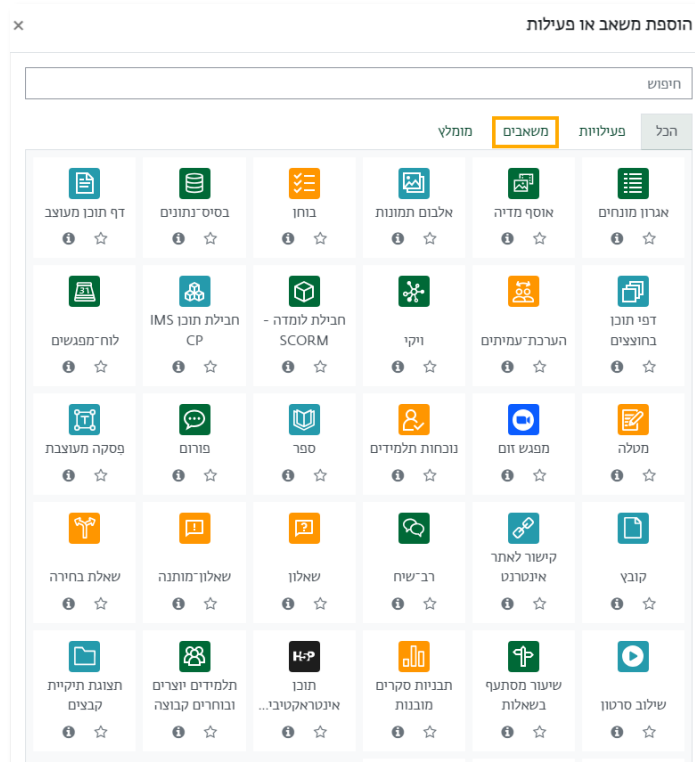 הוספת משאב או פעילות
×
חיפוש
הכל פעילויות משאבים מומלץ
אגרון מונחים
אוסף מדיה
אלבום תמונות
בוחן
בסיס־נתונים
דף תוכן מעוצב
דפי תוכן
בחוצצים
הערכת־עמיתים
ויקי
חבילת לומדה -
SCORM
חבילת תוכן IMS
CP
לוח־מפגשים
31
מטלה
מפגש זום
נוכחות תלמידים
ספר
פורום
פסקה מעוצבת
T
קובץ
קישור לאתר
אינטרנט
רב־שיח
שאלון
?
שאלון־מותנה
!
שאלת בחירה
שילוב סרטון
שיעור מסתעף
בשאלות
תבניות סקרים
מובנות
H-P
תוכן
אינטראקטיבי...
תלמידים יוצרים
ובוחרים קבוצה
תצוגת תיקיית
קבצים